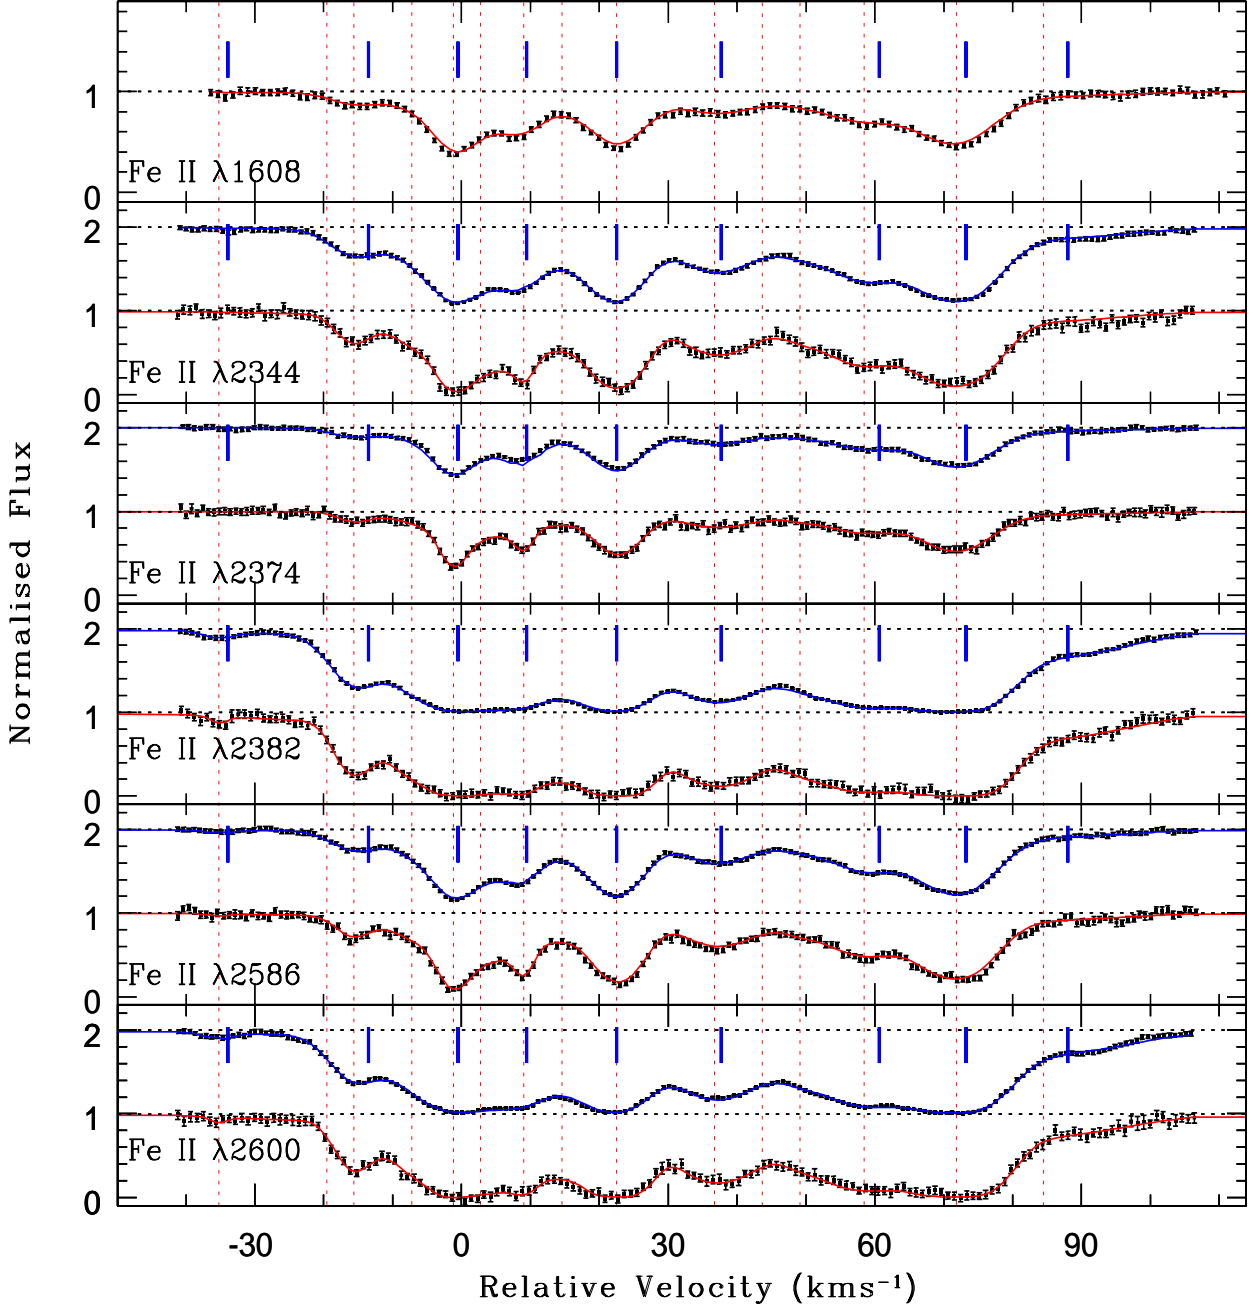 1
Fe II λ1608
0
2
1
Fe II λ2344
0
2
1
Fe II λ2374
0
2
1
Fe II λ2382
0
2
1
Fe II λ2586
0
2
1
Fe II λ2600
0
Normalised Flux
-30 0 30 60 90
Relative Velocity (kms⁻¹)